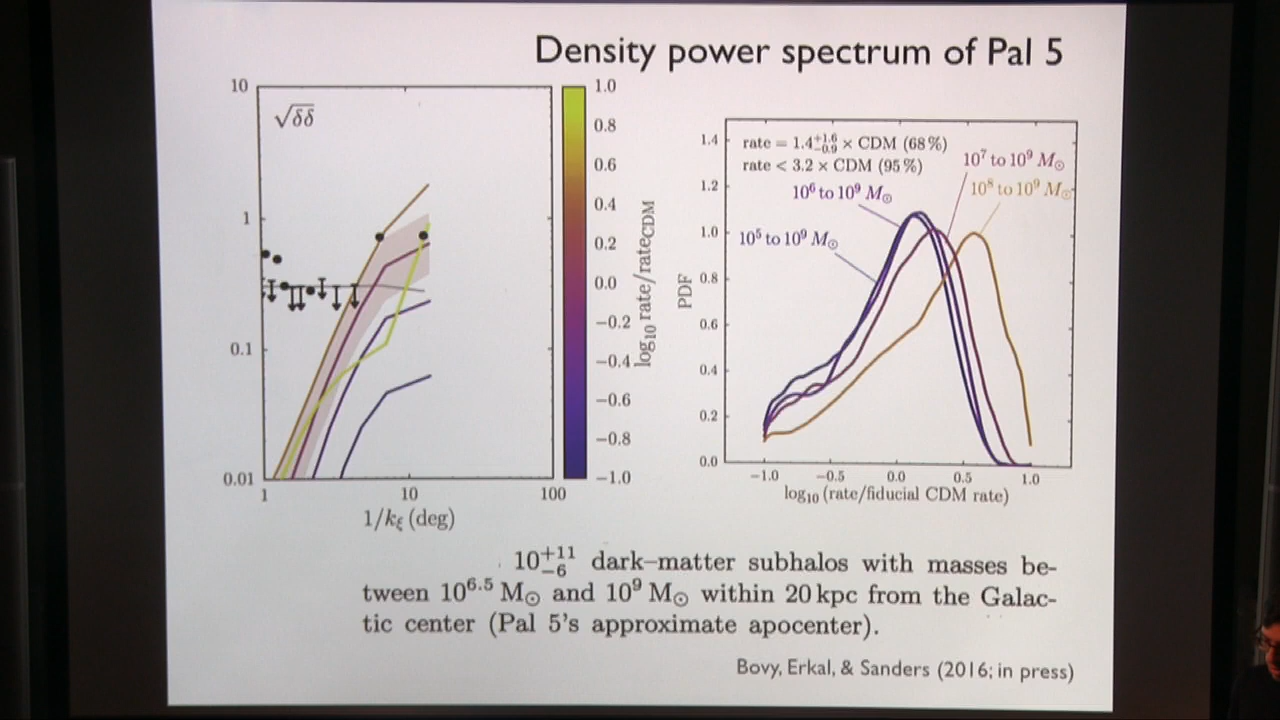 Density power spectrum of Pal 5
10
1
0.1
0.01
√δδ
1
10
100
1/kξ (deg)
1.0
0.8
0.6
0.4
0.2
0.0
−0.2
−0.4
−0.6
−0.8
−1.0
log₁₀ rate/rateCDM
PDF
1.4
1.2
1.0
0.8
0.6
0.4
0.2
0.0
rate = 1.4+1.6−0.9 × CDM (68 %)
rate < 3.2 × CDM (95 %)
10⁷ to 10⁹ M⊙
10⁶ to 10⁹ M⊙
10⁸ to 10⁹ M⊙
10⁵ to 10⁹ M⊙
−1.0
−0.5
0.0
0.5
1.0
log₁₀ (rate/fiducial CDM rate)
10+11−6 dark–matter subhalos with masses be-
tween 10⁶·⁵ M⊙ and 10⁹ M⊙ within 20 kpc from the Galac-
tic center (Pal 5's approximate apocenter).
Bovy, Erkal, & Sanders (2016; in press)